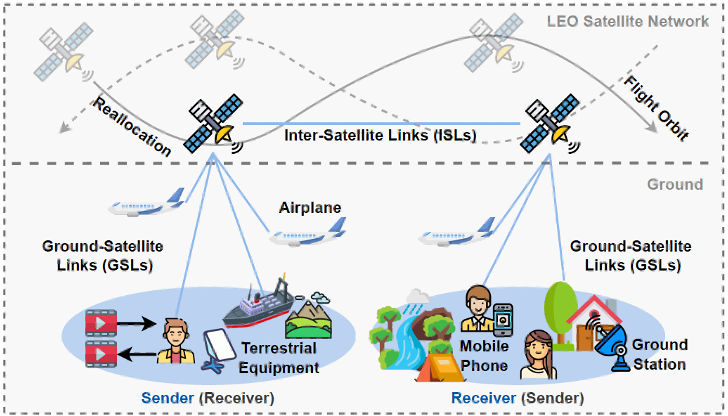 LEO Satellite Network
Reallocation
Flight Orbit
Inter-Satellite Links (ISLs)
Ground
Airplane
Ground-Satellite
Links (GSLs)
Ground-Satellite
Links (GSLs)
Terrestrial
Equipment
Mobile
Phone
Ground
Station
Sender (Receiver)
Receiver (Sender)